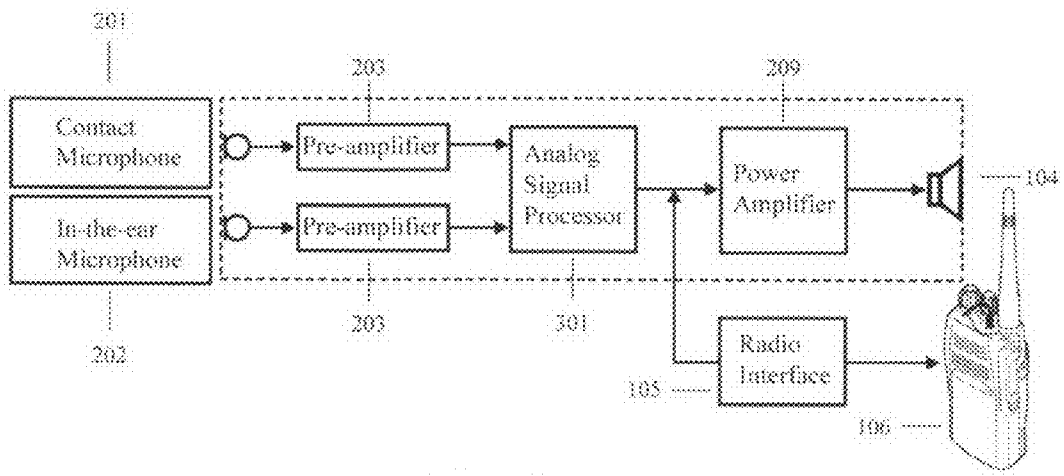 201
203
209
Contact
Microphone
Pre-amplifier
Analog
Signal
Processor
Power
Amplifier
104
In-the-ear
Microphone
Pre-amplifier
202
203
301
Radio
Interface
105
106